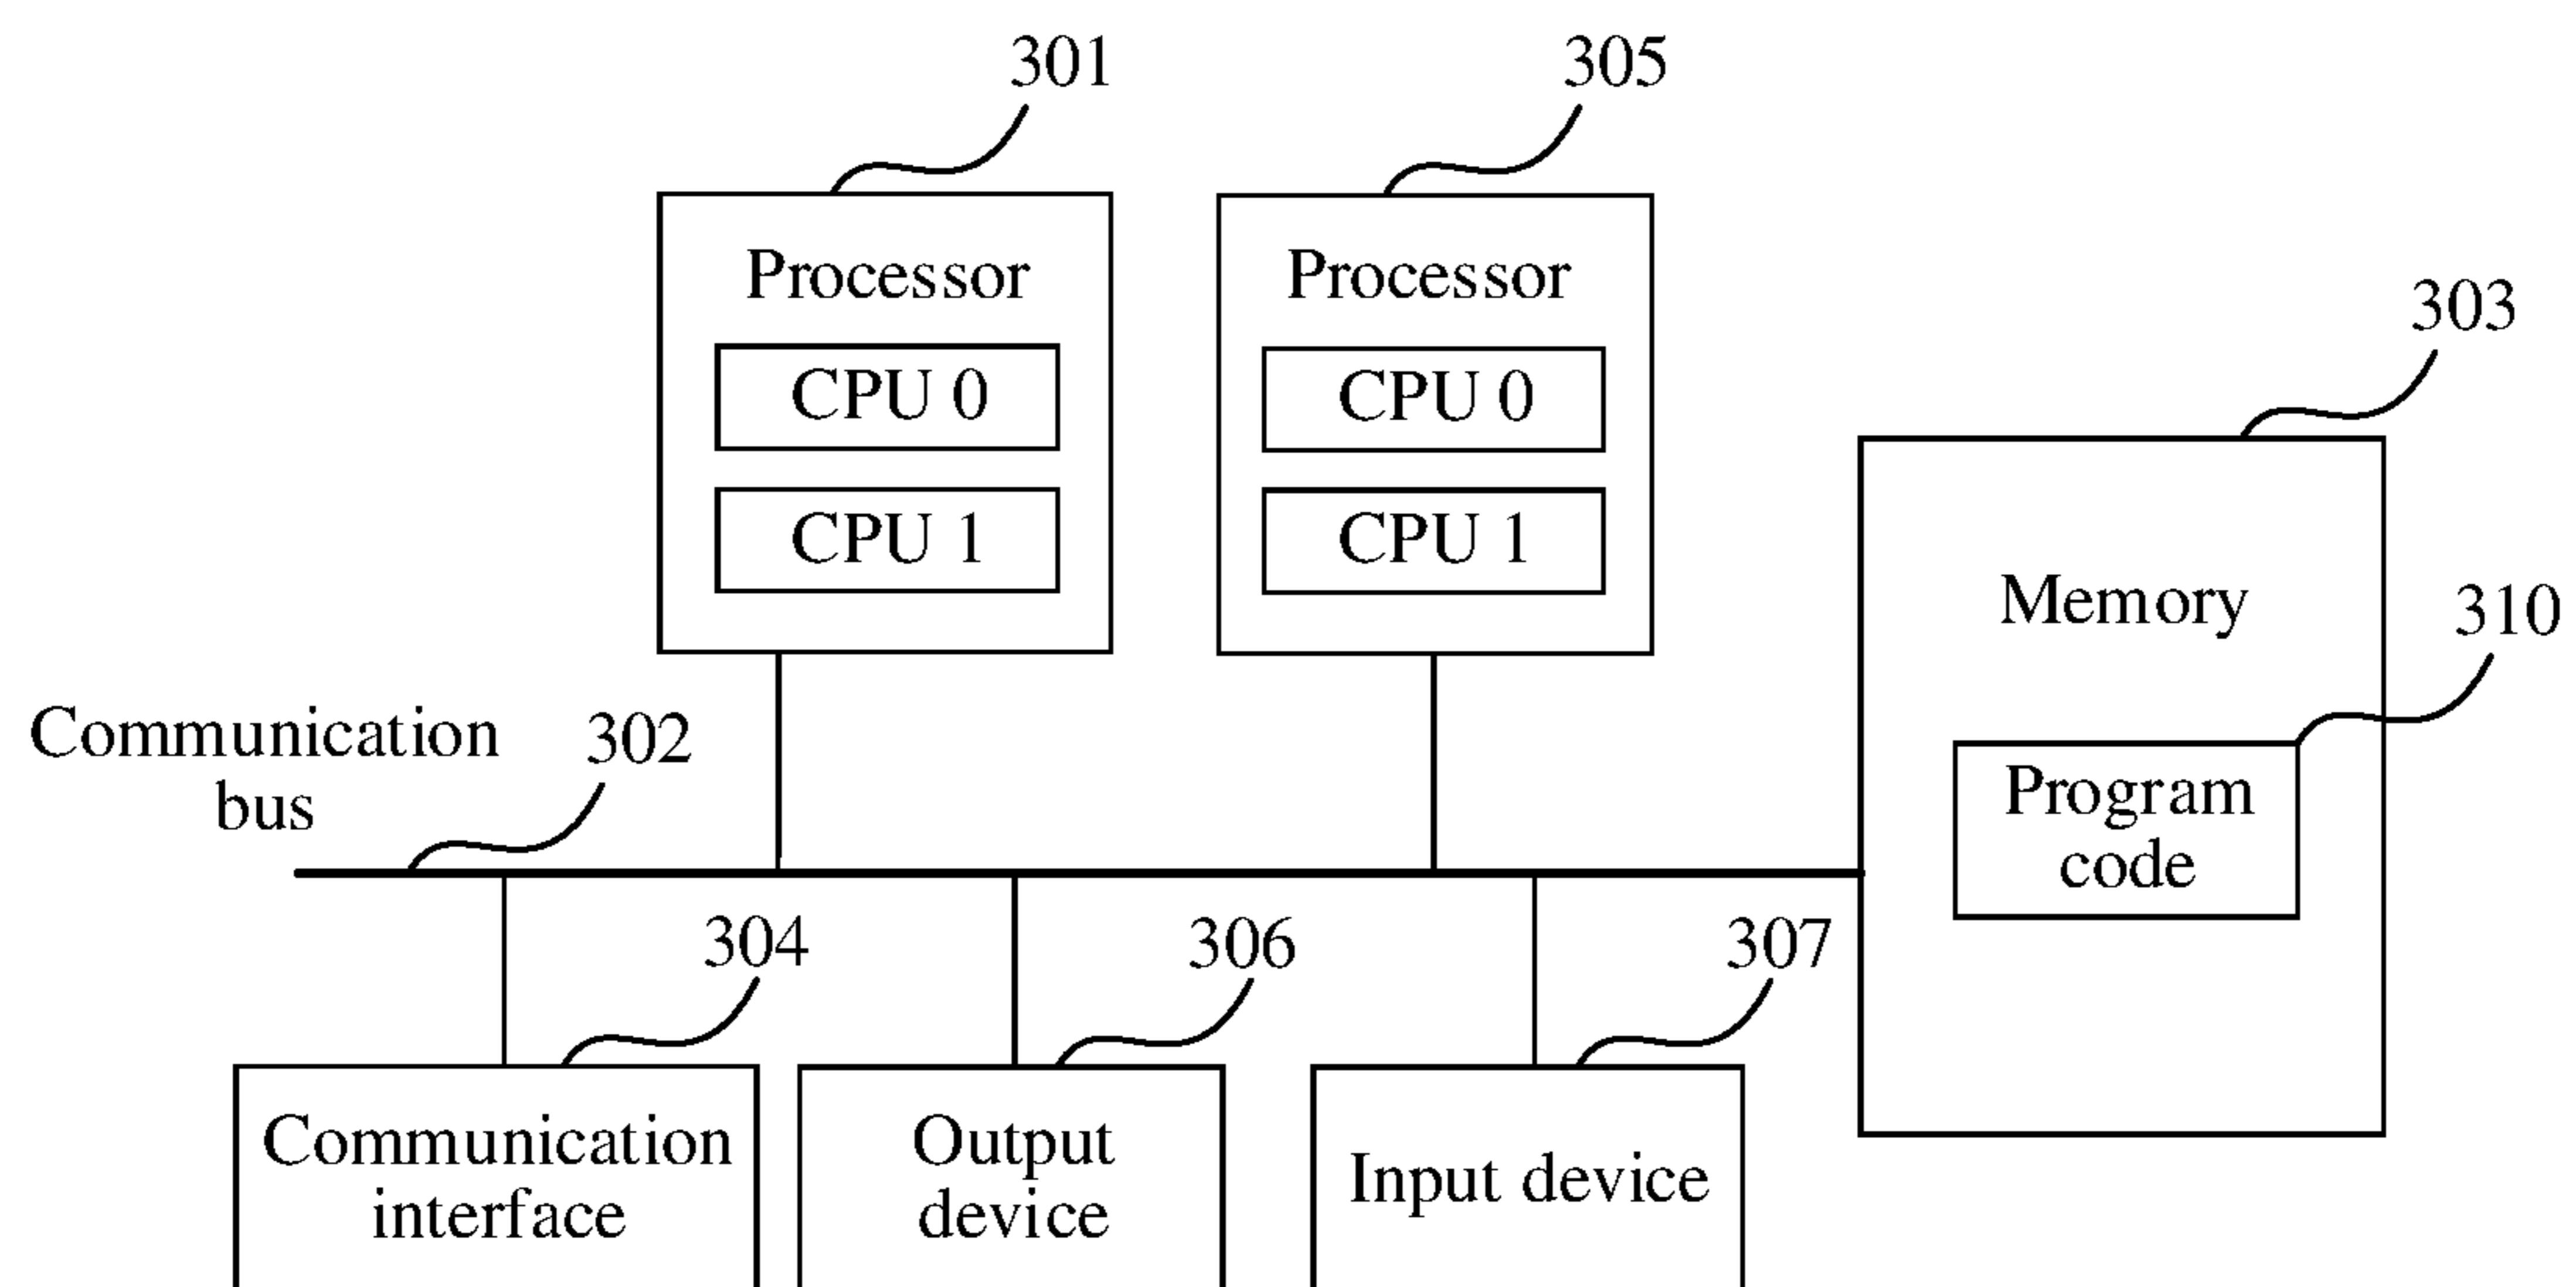 301
305
Processor
Processor
303
CPU 0
CPU 0
CPU 1
CPU 1
Memory
310
Communication
bus
302
Program
code
304
306
307
Communication
interface
Output
device
Input device